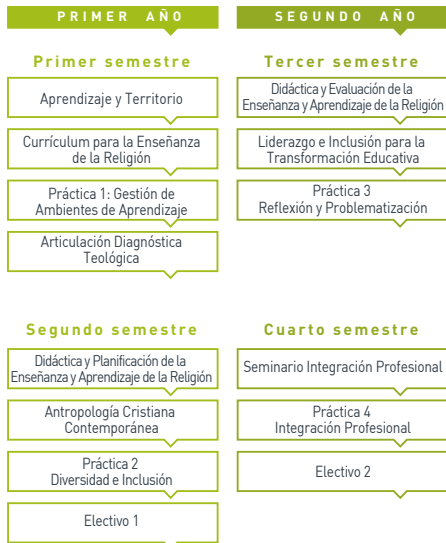 PRIMER AÑO
Primer semestre
Aprendizaje y Territorio
Currículum para la Enseñanza
de la Religión
Práctica 1: Gestión de
Ambientes de Aprendizaje
Articulación Diagnóstica
Teológica
Segundo semestre
Didáctica y Planificación de la
Enseñanza y Aprendizaje de la Religión
Antropología Cristiana
Contemporánea
Práctica 2
Diversidad e Inclusión
Electivo 1
SEGUNDO AÑO
Tercer semestre
Didáctica y Evaluación de la
Enseñanza y Aprendizaje de la Religión
Liderazgo e Inclusión para la
Transformación Educativa
Práctica 3
Reflexión y Problematización
Cuarto semestre
Seminario Integración Profesional
Práctica 4
Integración Profesional
Electivo 2